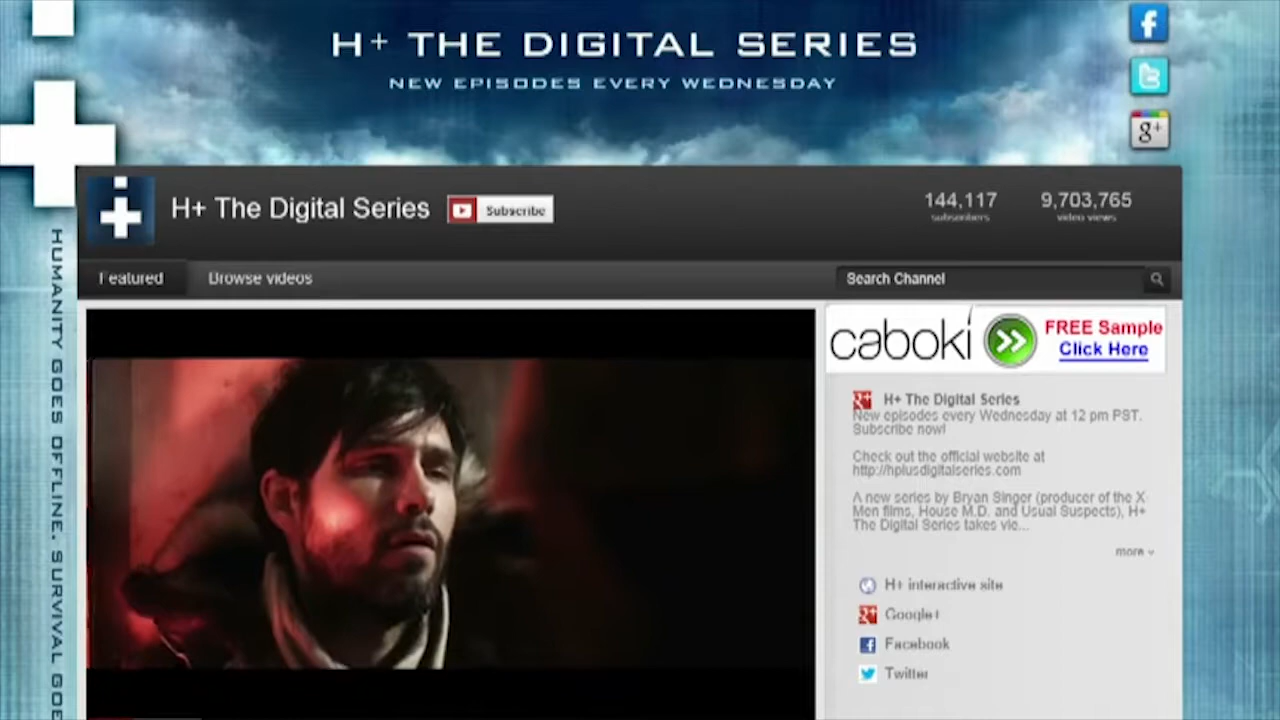 H+ THE DIGITAL SERIES
NEW EPISODES EVERY WEDNESDAY
f
t
g+
HUMANITY GOES OFFLINE. SURVIVAL GOE
H+ The Digital Series
Subscribe
144,117
subscribers
9,703,765
video views
Featured
Browse videos
Search Channel
caboki
FREE Sample
Click Here
H+ The Digital Series
New episodes every Wednesday at 12 pm PST.
Subscribe now!
Check out the official website at
http://hplusdigitalseries.com
A new series by Bryan Singer (producer of the X-
Men films, House M.D. and Usual Suspects), H+
The Digital Series takes vie...
more
H+ interactive site
Google+
Facebook
Twitter